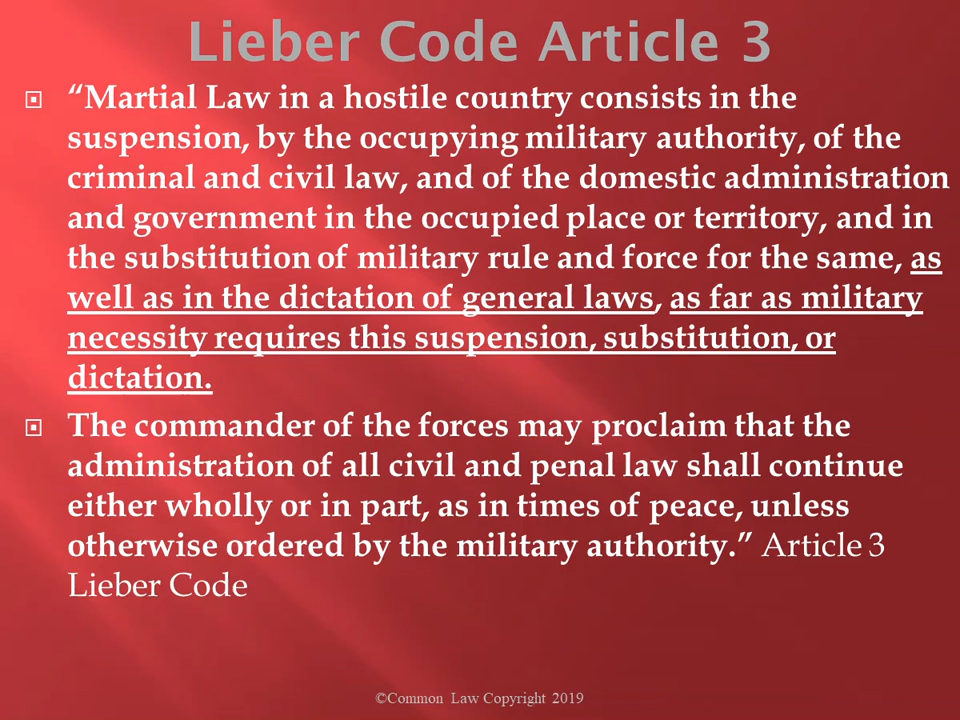 Lieber Code Article 3
“Martial Law in a hostile country consists in the
suspension, by the occupying military authority, of the
criminal and civil law, and of the domestic administration
and government in the occupied place or territory, and in
the substitution of military rule and force for the same, as
well as in the dictation of general laws, as far as military
necessity requires this suspension, substitution, or
dictation.
The commander of the forces may proclaim that the
administration of all civil and penal law shall continue
either wholly or in part, as in times of peace, unless
otherwise ordered by the military authority.” Article 3
Lieber Code
©Common Law Copyright 2019